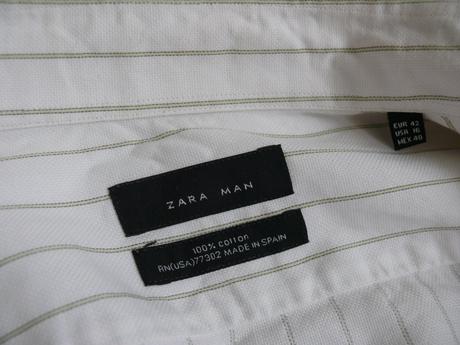 EUR 42
USA 16
MEX 40
ZARA MAN
100% cotton
RN(USA)77302 MADE IN SPAIN